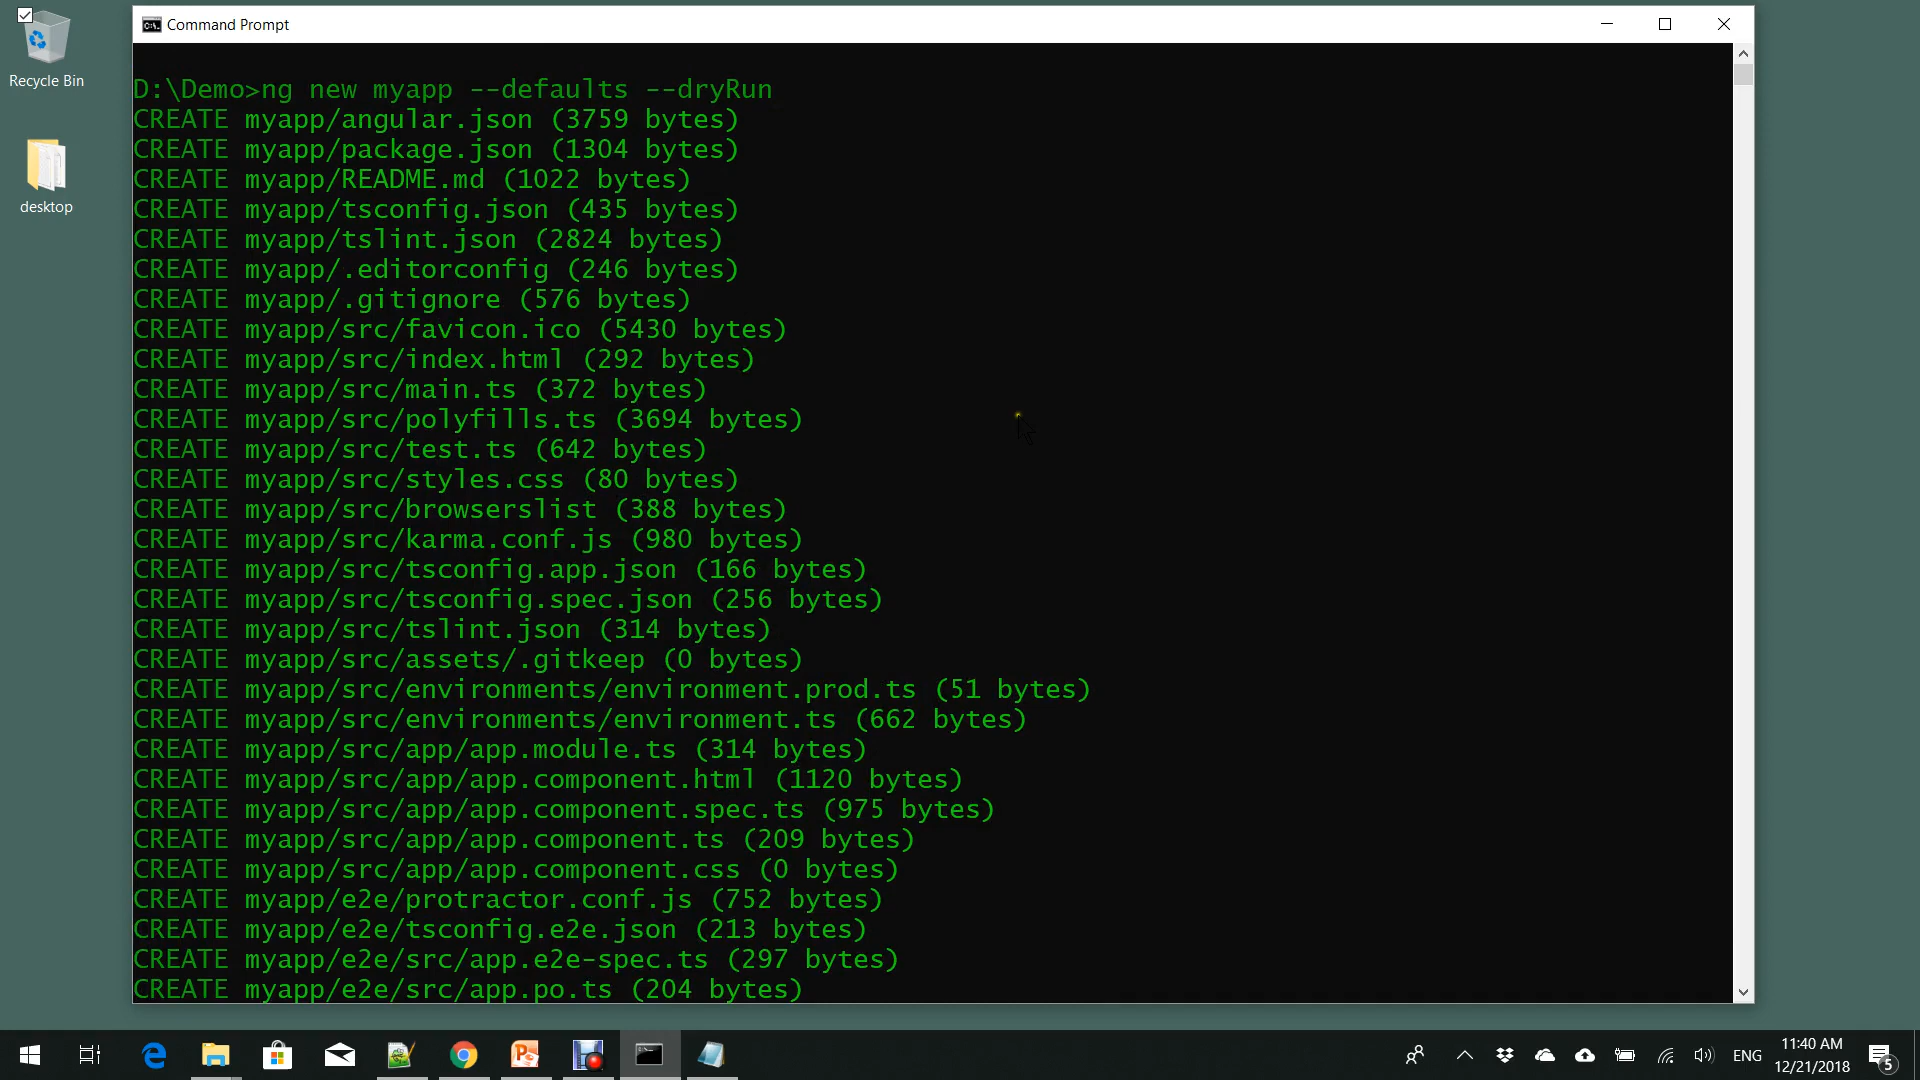 Command Prompt
Recycle Bin
desktop
D:\Demo>ng new myapp --defaults --dryRun
CREATE myapp/angular.json (3759 bytes)
CREATE myapp/package.json (1304 bytes)
CREATE myapp/README.md (1022 bytes)
CREATE myapp/tsconfig.json (435 bytes)
CREATE myapp/tslint.json (2824 bytes)
CREATE myapp/.editorconfig (246 bytes)
CREATE myapp/.gitignore (576 bytes)
CREATE myapp/src/favicon.ico (5430 bytes)
CREATE myapp/src/index.html (292 bytes)
CREATE myapp/src/main.ts (372 bytes)
CREATE myapp/src/polyfills.ts (3694 bytes)
CREATE myapp/src/test.ts (642 bytes)
CREATE myapp/src/styles.css (80 bytes)
CREATE myapp/src/browserslist (388 bytes)
CREATE myapp/src/karma.conf.js (980 bytes)
CREATE myapp/src/tsconfig.app.json (166 bytes)
CREATE myapp/src/tsconfig.spec.json (256 bytes)
CREATE myapp/src/tslint.json (314 bytes)
CREATE myapp/src/assets/.gitkeep (0 bytes)
CREATE myapp/src/environments/environment.prod.ts (51 bytes)
CREATE myapp/src/environments/environment.ts (662 bytes)
CREATE myapp/src/app/app.module.ts (314 bytes)
CREATE myapp/src/app/app.component.html (1120 bytes)
CREATE myapp/src/app/app.component.spec.ts (975 bytes)
CREATE myapp/src/app/app.component.ts (209 bytes)
CREATE myapp/src/app/app.component.css (0 bytes)
CREATE myapp/e2e/protractor.conf.js (752 bytes)
CREATE myapp/e2e/tsconfig.e2e.json (213 bytes)
CREATE myapp/e2e/src/app.e2e-spec.ts (297 bytes)
CREATE myapp/e2e/src/app.po.ts (204 bytes)
ENG
11:40 AM
12/21/2018
5